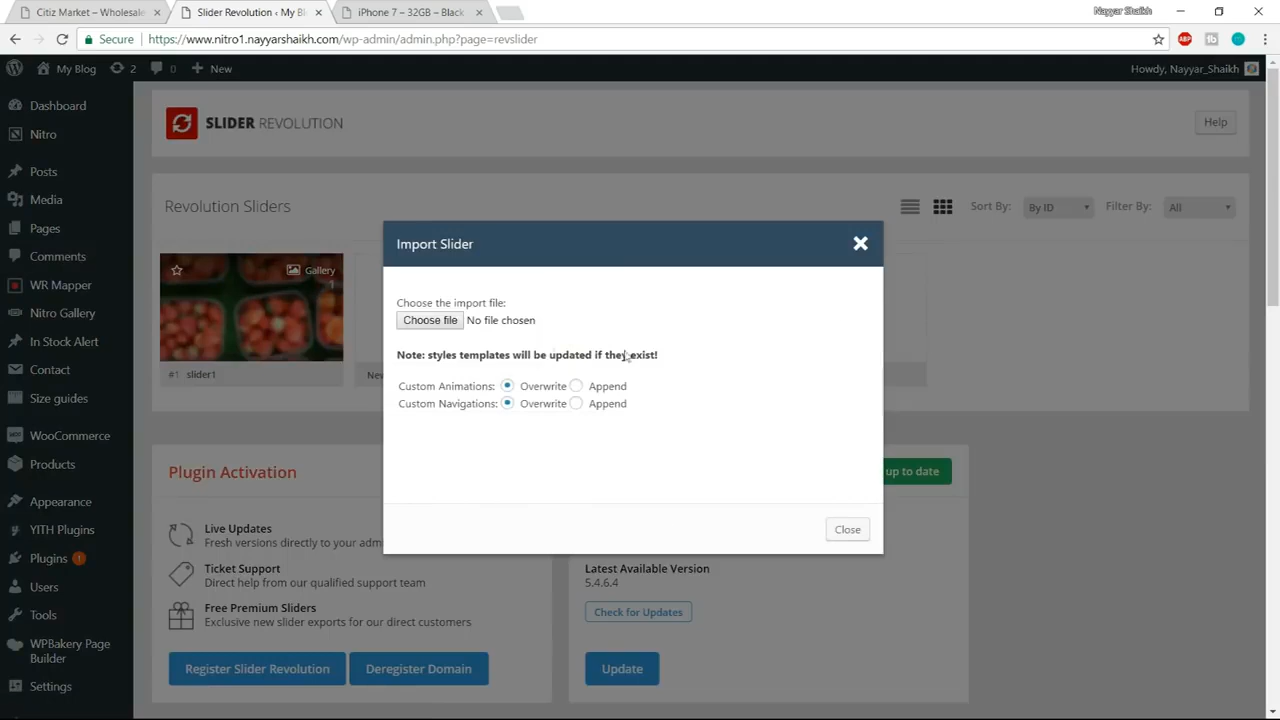 Citiz Market – Wholesale
Slider Revolution ‹ My Bl
iPhone 7 – 32GB – Black
Nayyar Shaikh
Secure
https://www.nitro1.nayyarshaikh.com/wp-admin/admin.php?page=revslider
ABP
My Blog
2
0
New
Howdy, Nayyar_Shaikh
Dashboard
Nitro
Posts
Media
Pages
Comments
WR Mapper
Nitro Gallery
In Stock Alert
Contact
Size guides
WooCommerce
Products
Appearance
YITH Plugins
Plugins 1
Users
Tools
WPBakery Page
Builder
Settings
SLIDER REVOLUTION
Help
Revolution Sliders
Sort By:
By ID
Filter By:
All
Gallery
1
#1 slider1
Import Slider
Choose the import file:
Choose file No file chosen
Note: styles templates will be updated if they exist!
Custom Animations: Overwrite Append
Custom Navigations: Overwrite Append
Close
Plugin Activation
up to date
Live Updates
Fresh versions directly to your adm
Ticket Support
Direct help from our qualified support team
Free Premium Sliders
Exclusive new slider exports for our direct customers
Register Slider Revolution
Deregister Domain
Latest Available Version
5.4.6.4
Check for Updates
Update